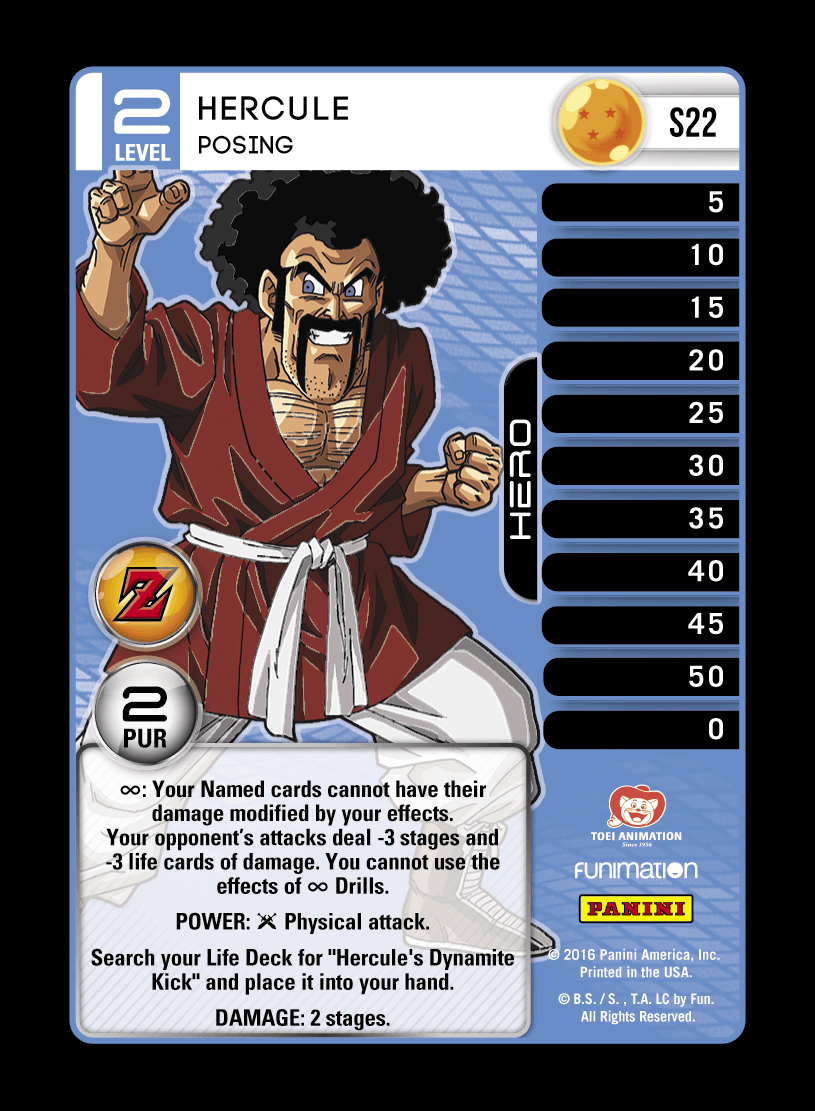 2
LEVEL
HERCULE
POSING
S22
5
10
15
20
25
30
35
40
45
50
0
HERO
Z
2
PUR
∞: Your Named cards cannot have their
damage modified by your effects.
Your opponent's attacks deal -3 stages and
-3 life cards of damage. You cannot use the
effects of ∞ Drills.
POWER: Physical attack.
Search your Life Deck for "Hercule's Dynamite
Kick" and place it into your hand.
DAMAGE: 2 stages.
TOEI ANIMATION
Since 1956
FUNIMATION
PANINI
© 2016 Panini America, Inc.
Printed in the USA.
© B.S. / S. , T.A. LC by Fun.
All Rights Reserved.